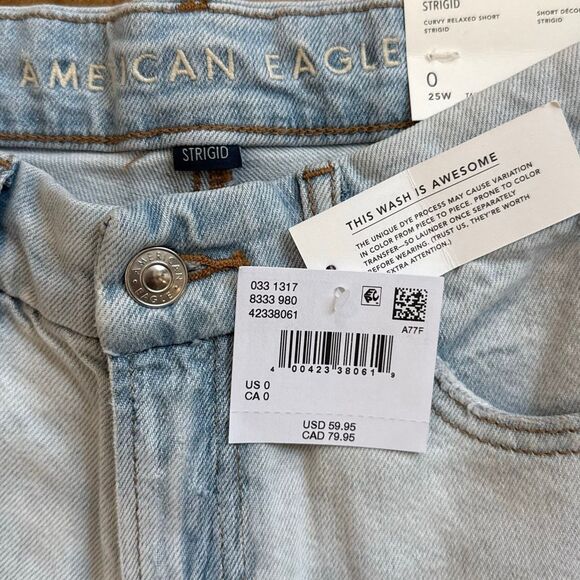 AMERICAN EAGLE
STRIGID
STRIGID
CURVY RELAXED SHORT
STRIGID
SHORT
STRIGID
0
25W
THIS WASH IS AWESOME
THE UNIQUE DYE PROCESS MAY CAUSE VARIATION
IN COLOR FROM PIECE TO PIECE. PRONE TO COLOR
TRANSFER—SO LAUNDER ONCE SEPARATELY
BEFORE WEARING. (TRUST US, THEY'RE WORTH
EXTRA ATTENTION.)
AMERICAN
EAGLE
033 1317
8333 980
42338061
A77F
4 00423 38061 9
US 0
CA 0
USD 59.95
CAD 79.95